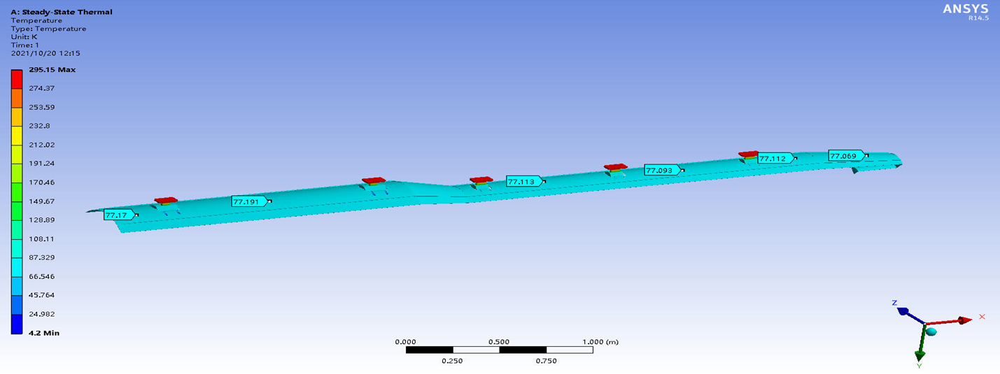 A: Steady-State Thermal
Temperature
Type: Temperature
Unit: K
Time: 1
2021/10/20 12:15
ANSYS
R14.5
295.15 Max
274.37
253.59
232.8
212.02
191.24
170.46
149.67
128.89
108.11
87.329
66.546
45.764
24.982
4.2 Min
77.17
77.191
77.113
77.093
77.112
77.069
0.000
0.500
1.000 (m)
0.250
0.750
Z
X
Y